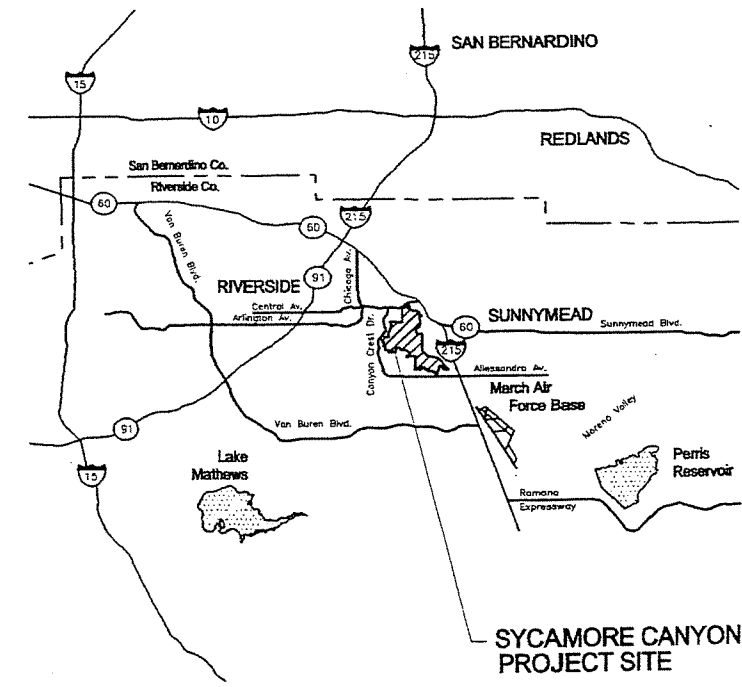 215
SAN BERNARDINO
15
10
REDLANDS
San Bernardino Co.
Riverside Co.
60
Van Buren Blvd.
60
215
91
RIVERSIDE
Chicago Av.
Central Av.
Arlington Av.
Canyon Crest Dr.
SUNNYMEAD
60
Sunnymead Blvd.
215
Allessandro Av.
March Air
Force Base
Moreno Valley
Van Buren Blvd.
91
15
Lake
Mathews
Perris
Reservoir
Ramona
Expressway
SYCAMORE CANYON
PROJECT SITE